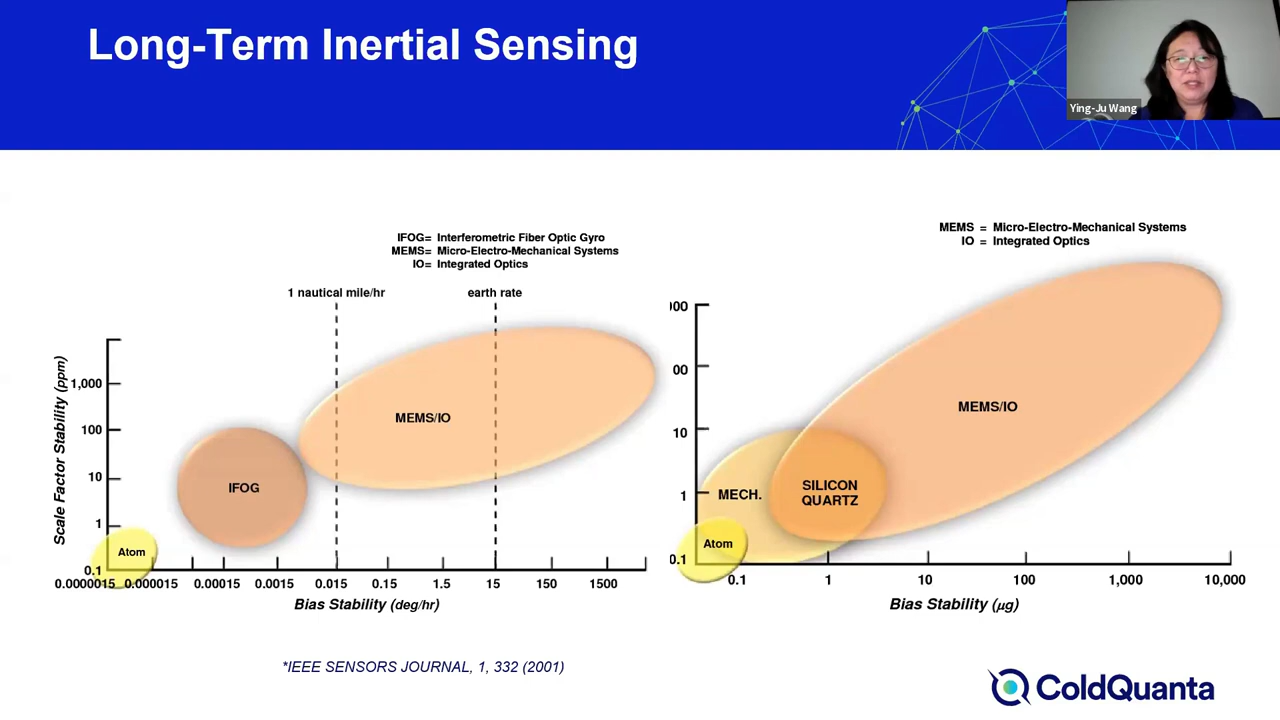 Long-Term Inertial Sensing
Ying-Ju Wang
IFOG= Interferometric Fiber Optic Gyro
MEMS= Micro-Electro-Mechanical Systems
IO= Integrated Optics
1 nautical mile/hr
earth rate
Scale Factor Stability (ppm)
1,000
100
10
1
0.1
IFOG
MEMS/IO
Atom
0.0000015
0.000015
0.00015
0.0015
0.015
0.15
1.5
15
150
1500
Bias Stability (deg/hr)
MEMS = Micro-Electro-Mechanical Systems
IO = Integrated Optics
00
10
1
0.1
MEMS/IO
MECH.
SILICON
QUARTZ
Atom
0.1
1
10
100
1,000
10,000
Bias Stability (µg)
*IEEE SENSORS JOURNAL, 1, 332 (2001)
ColdQuanta